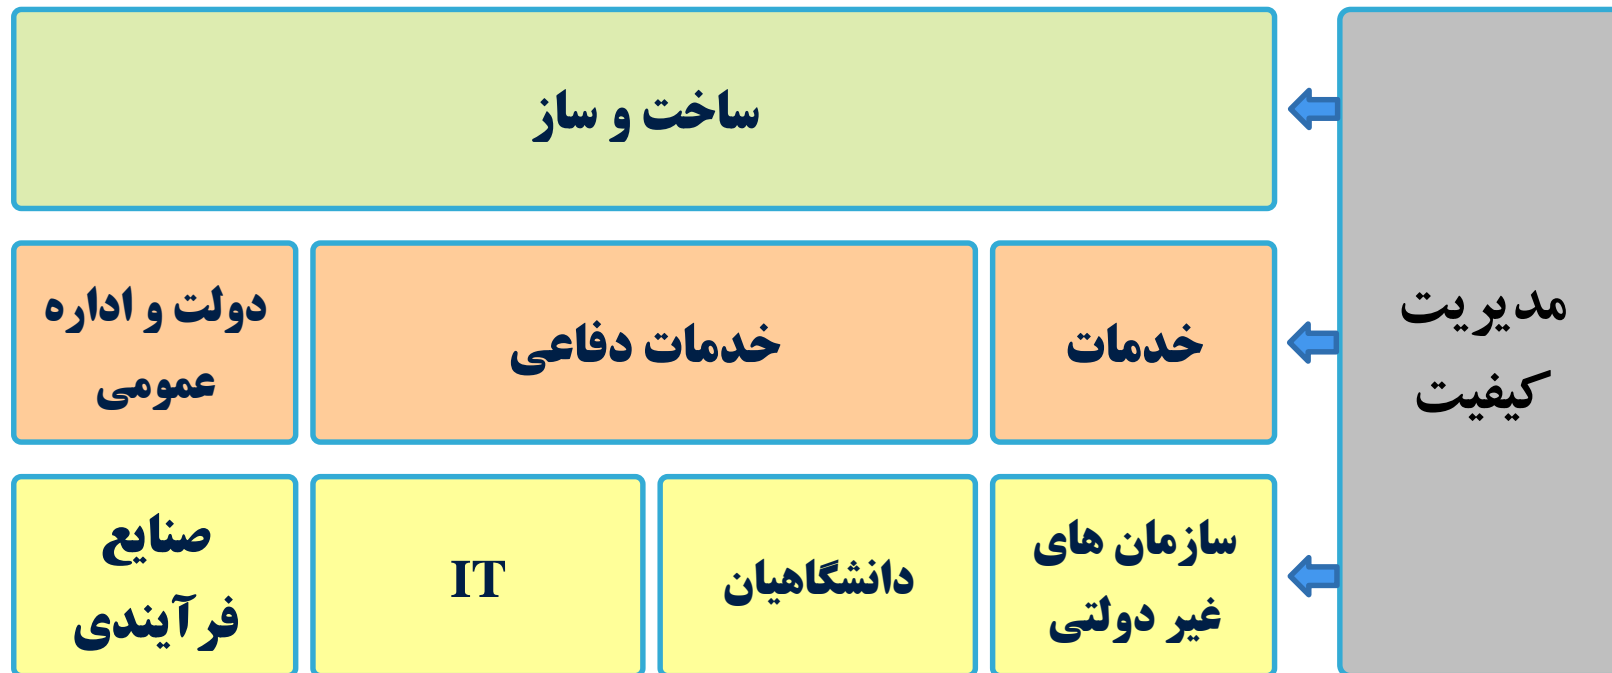 مدیریت
کیفیت
ساخت و ساز
خدمات
خدمات دفاعی
دولت و اداره
عمومی
سازمان های
غیر دولتی
دانشگاهیان
IT
صنایع
فرآیندی